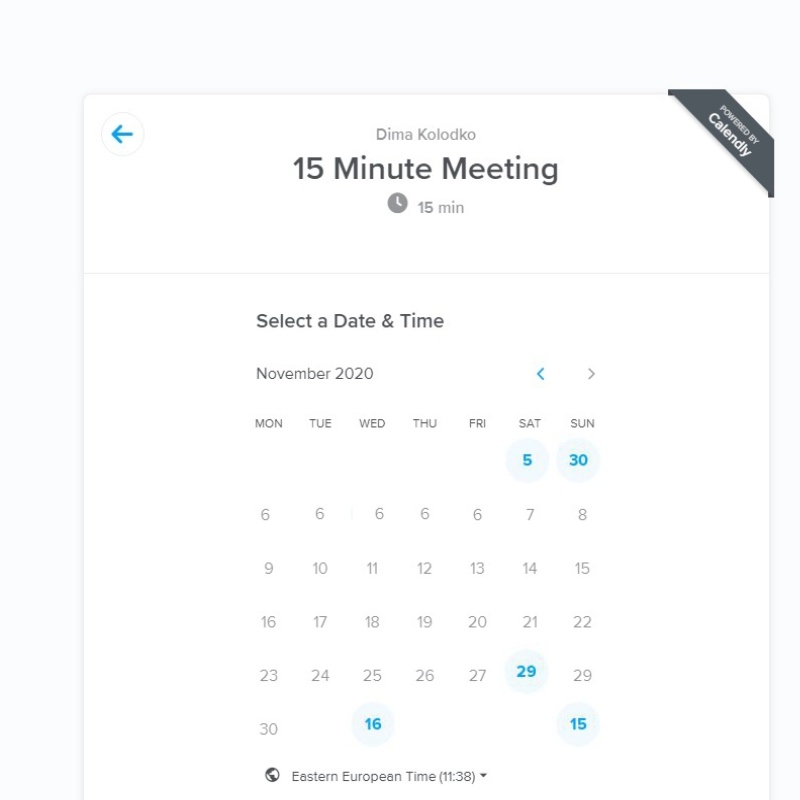 POWERED BY
Calendly
Dima Kolodko
15 Minute Meeting
15 min
Select a Date & Time
November 2020
MON TUE WED THU FRI SAT SUN
5 30
6 6 6 6 6 7 8
9 10 11 12 13 14 15
16 17 18 19 20 21 22
23 24 25 26 27 29 29
30 16 15
Eastern European Time (11:38)